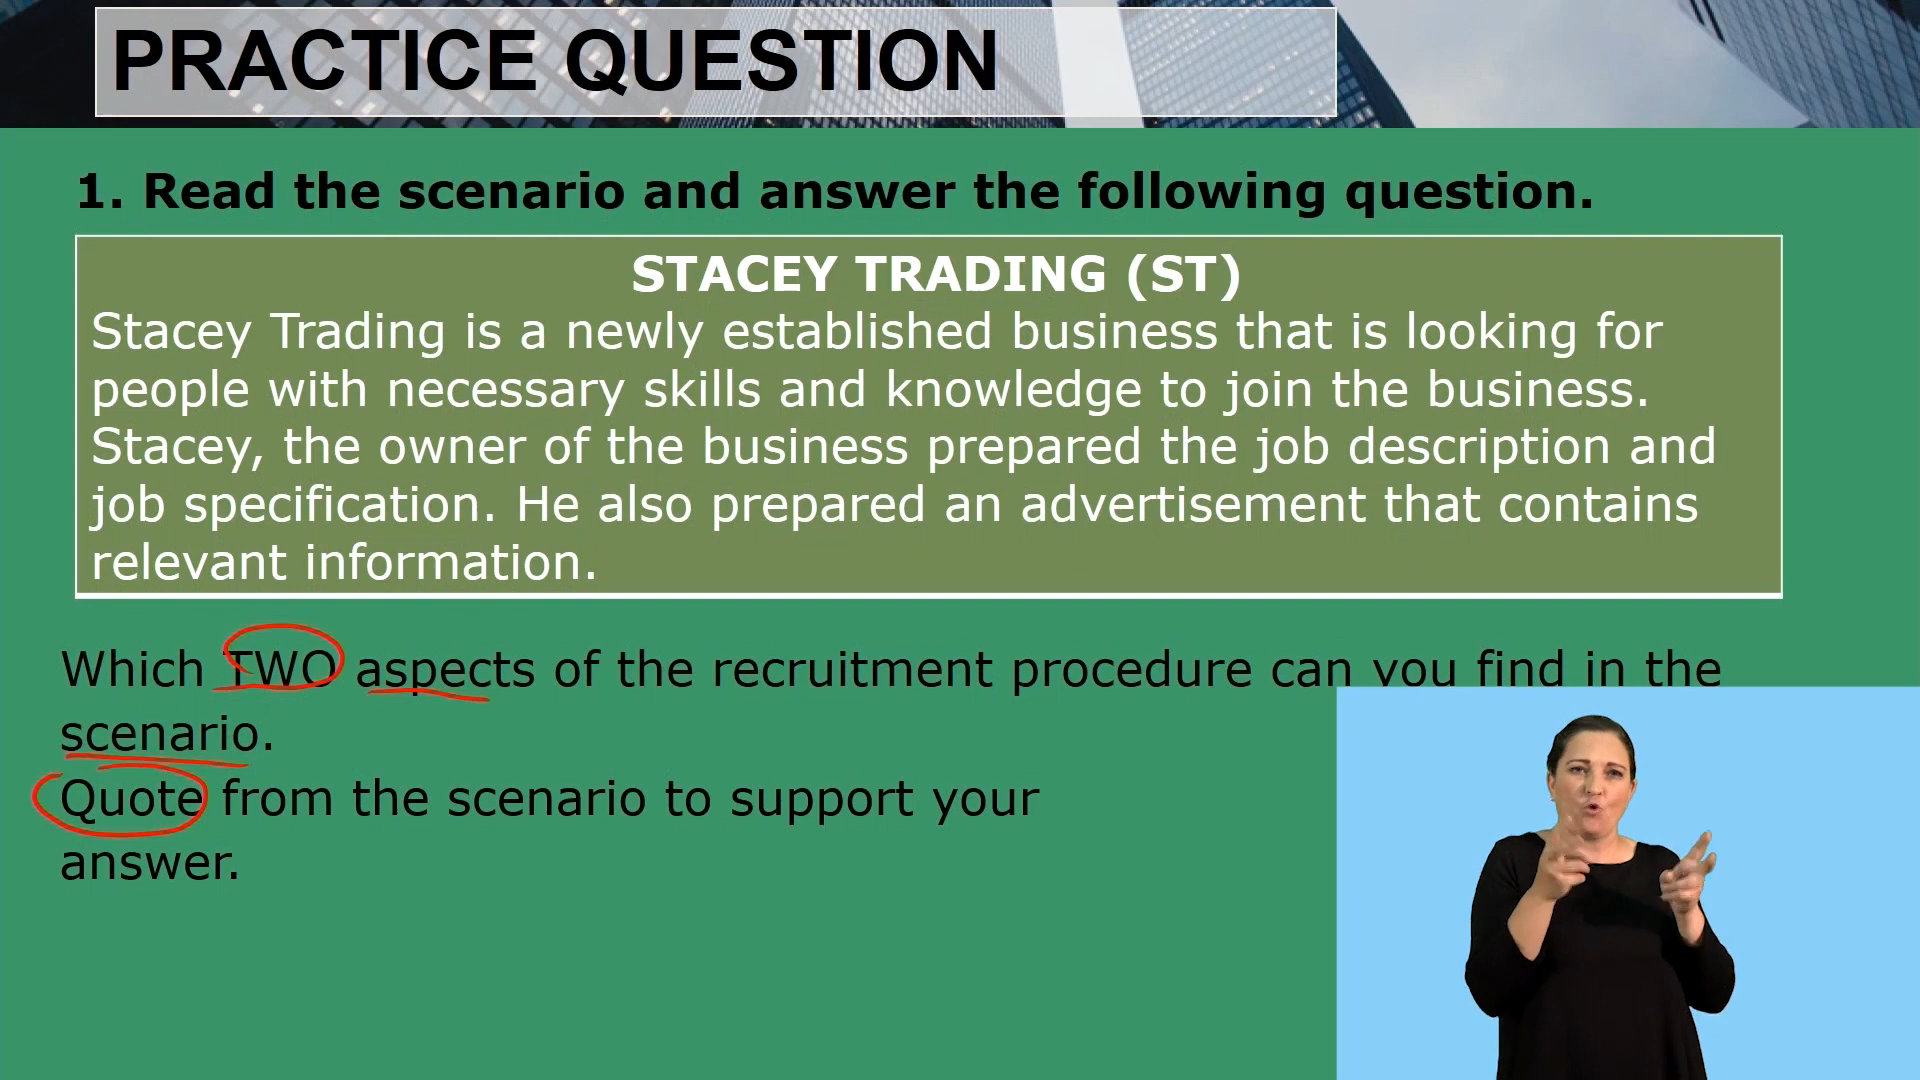 PRACTICE QUESTION
1. Read the scenario and answer the following question.
STACEY TRADING (ST)
Stacey Trading is a newly established business that is looking for
people with necessary skills and knowledge to join the business.
Stacey, the owner of the business prepared the job description and
job specification. He also prepared an advertisement that contains
relevant information.
Which TWO aspects of the recruitment procedure can you find in the
scenario.
Quote from the scenario to support your
answer.